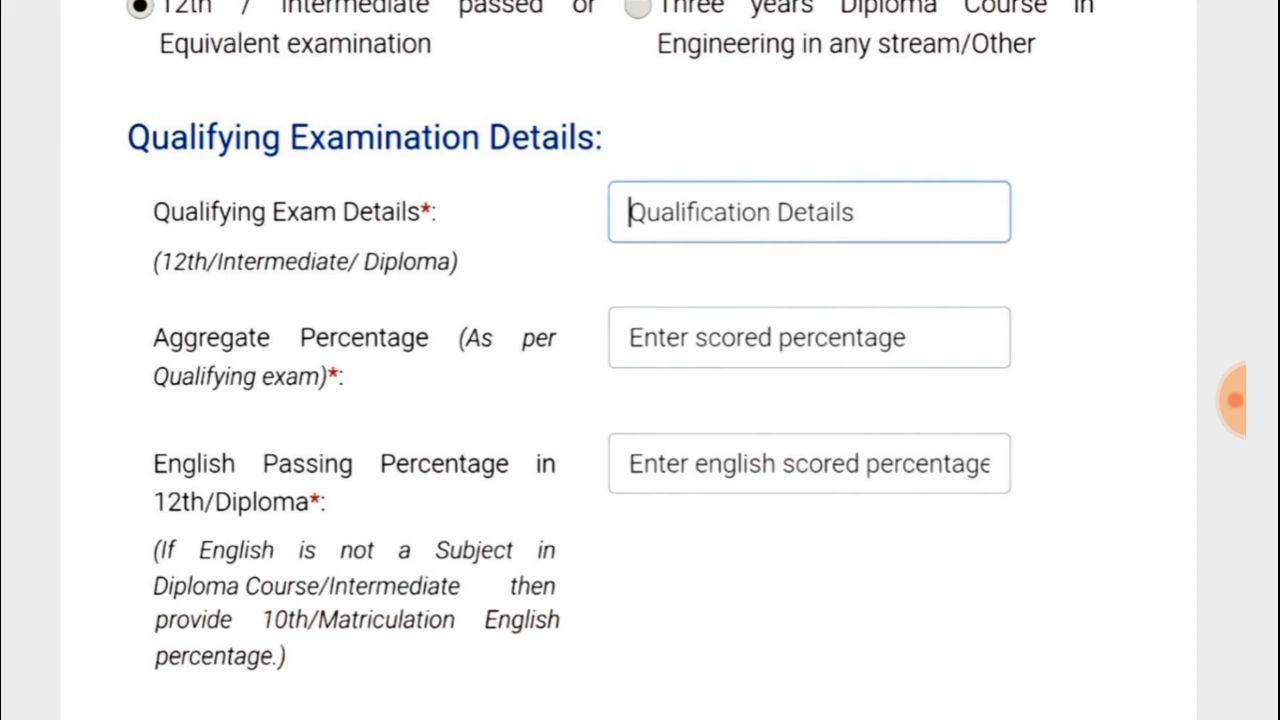 12th / Intermediate passed or
Equivalent examination
Three years Diploma Course in
Engineering in any stream/Other
Qualifying Examination Details:
Qualifying Exam Details*:
Qualification Details
(12th/Intermediate/ Diploma)
Aggregate Percentage (As per
Qualifying exam)*:
Enter scored percentage
English Passing Percentage in
12th/Diploma*:
Enter english scored percentage
(If English is not a Subject in
Diploma Course/Intermediate then
provide 10th/Matriculation English
percentage.)